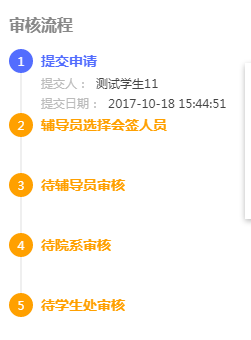 审核流程
1 提交申请
提交人： 测试学生11
提交日期： 2017-10-18 15:44:51
2 辅导员选择会签人员
3 待辅导员审核
4 待院系审核
5 待学生处审核